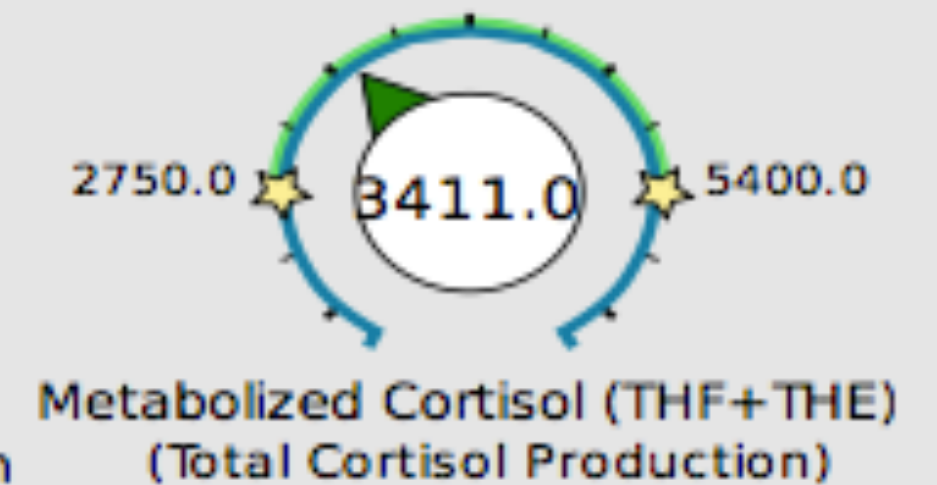 2750.0
3411.0
5400.0
Metabolized Cortisol (THF+THE)
(Total Cortisol Production)